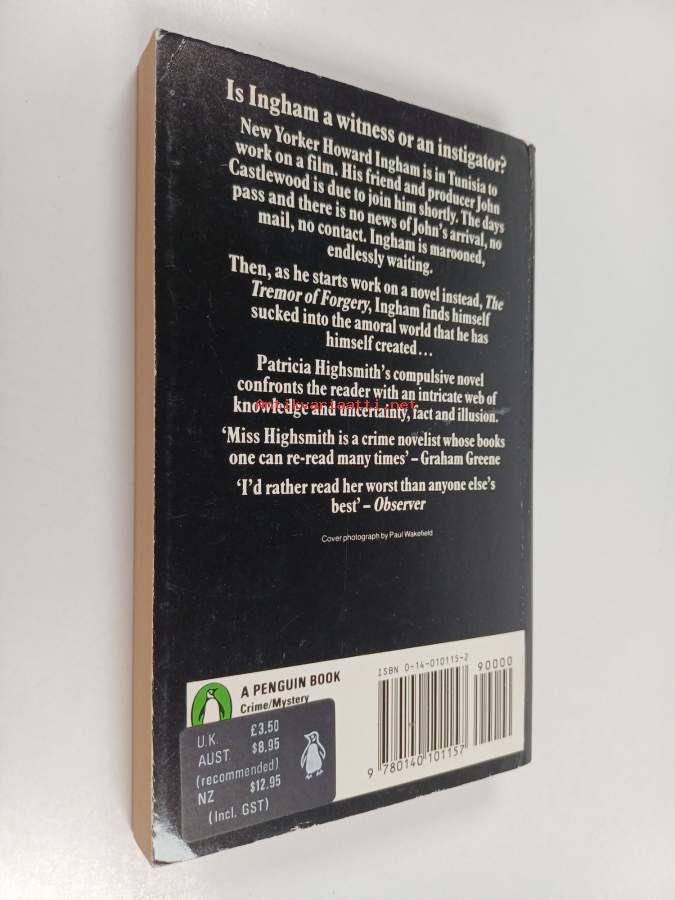 Is Ingham a witness or an instigator?
New Yorker Howard Ingham is in Tunisia to
work on a film. His friend and producer John
Castlewood is due to join him shortly. The days
pass and there is no news of John's arrival, no
mail, no contact. Ingham is marooned,
endlessly waiting.
Then, as he starts work on a novel instead, The
Tremor of Forgery, Ingham finds himself
sucked into the amoral world that he has
himself created...
Patricia Highsmith's compulsive novel
confronts the reader with an intricate web of
knowledge and uncertainty, fact and illusion.
Antikvariaatti.net
'Miss Highsmith is a crime novelist whose books
one can re-read many times' – Graham Greene
'I'd rather read her worst than anyone else's
best' – Observer
Cover photograph by Paul Wakefield
A PENGUIN BOOK
Crime/Mystery
ISBN 0-14-010115-2
90000
9 780140 101157
U.K. £3.50
AUST. $8.95
(recommended)
NZ $12.95
(Incl. GST)